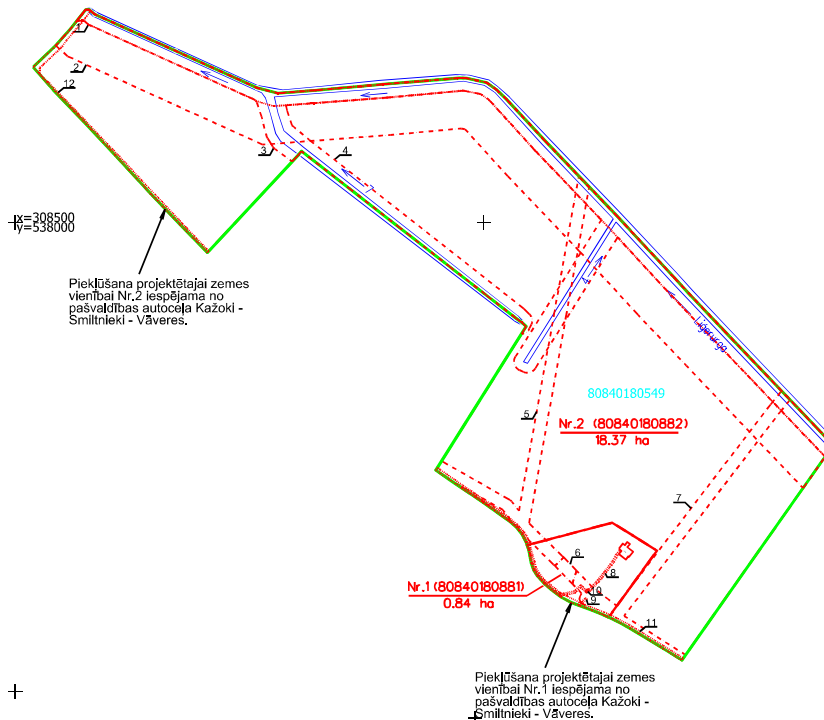 1
2
12
3
4
x=308500
y=538000
Piekļūšana projektētajai zemes
vienībai Nr.2 iespējama no
pašvaldības autoceļa Kažoki -
Smiltnieki - Vāveres.
Līgerurga
80840180549
5
Nr.2 (80840180882)
18.37 ha
7
6
8
Nr.1 (80840180881)
0.84 ha
10
9
11
Piekļūšana projektētajai zemes
vienībai Nr.1 iespējama no
pašvaldības autoceļa Kažoki -
Smiltnieki - Vāveres.